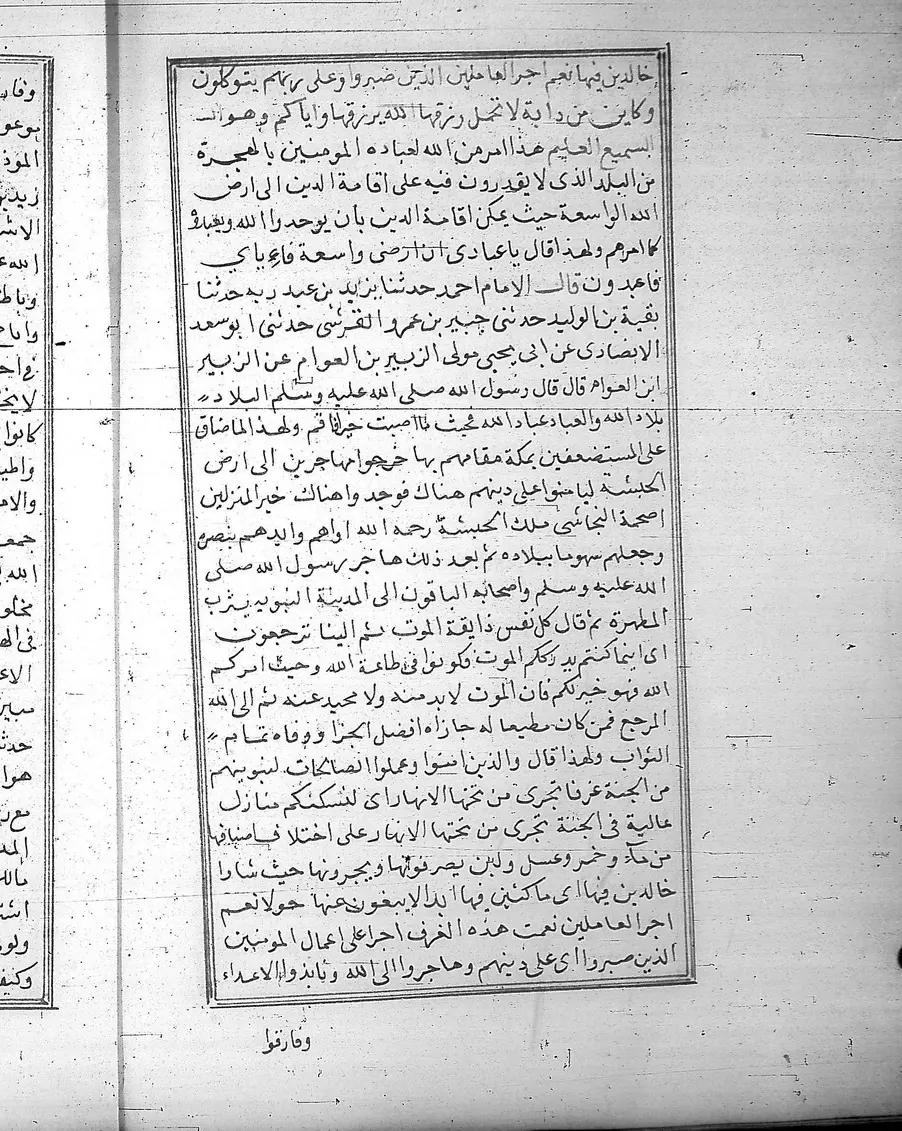 خالدين فيها نعم اجر العاملين الذين صبروا وعلى ربهم يتوكلون
وكاين من دابة لا تحمل رزقها الله يرزقها واياكم وهو
السميع العليم هذا امر من الله لعباده المومنين بالهجرة
من البلد الذى لا يقدرون فيه على اقامة الدين الى ارض
الله الواسعة حيث يمكن اقامة الدين بان يوحدوا الله ويعبدوه
كما امرهم ولهذا قال يا عبادى ان ارضى واسعة فاياي
فاعبدون قال الامام احمد حدثنا يزيد بن عبد ربه حدثنا
بقية بن الوليد حدثنى جبير بن عمرو القرشى حدثنى ابو سعد
الانصارى عن ابى يحيى مولى الزبير بن العوام عن الزبير
ابن العوام قال قال رسول الله صلى الله عليه وسلم البلاد
بلاد الله والعباد عباد الله فحيث ما اصبت خيرا فاقم ولهذا لما ضاق
على المستضعفين بمكة مقامهم بها خرجوا مهاجرين الى ارض
الحبشة ليامنوا على دينهم هناك فوجدوا هناك خير المنزلين
اصحمة النجاشى ملك الحبشة رحمه الله اواهم وايدهم بنصره
وجعلهم سيوما ببلاده ثم بعد ذلك هاجر رسول الله صلى
الله عليه وسلم واصحابه الباقون الى المدينة النبويه يثرب
المطهرة ثم قال كل نفس ذايقة الموت ثم الينا ترجعون
اى اينما كنتم يدرككم الموت فكونوا فى طاعة الله وحيث امركم
الله فهو خير لكم فان الموت لا بد منه ولا محيد عنه ثم الى الله
المرجع فمن كان مطيعا له جازاه افضل الجزا ووفاه تمام
الثواب ولهذا قال والذين امنوا وعملوا الصالحات لنبوينهم
من الجنة غرفا تجرى من تحتها الانهار اى لنسكنكم منازل
عالية فى الجنة تجرى من تحتها الانهار على اختلاف اصنافها
من مآء وخمر وعسل ولبن يصرفونها ويجرونها حيث شاوا
خالدين فيها اى ماكثين فيها ابدا لا يبغون عنها حولا نعم
اجر العاملين نعمت هذه الغرف اجرا على اعمال المومنين
الذين صبروا اى على دينهم وهاجروا الى الله ونابذوا الاعداء
وفارقوا